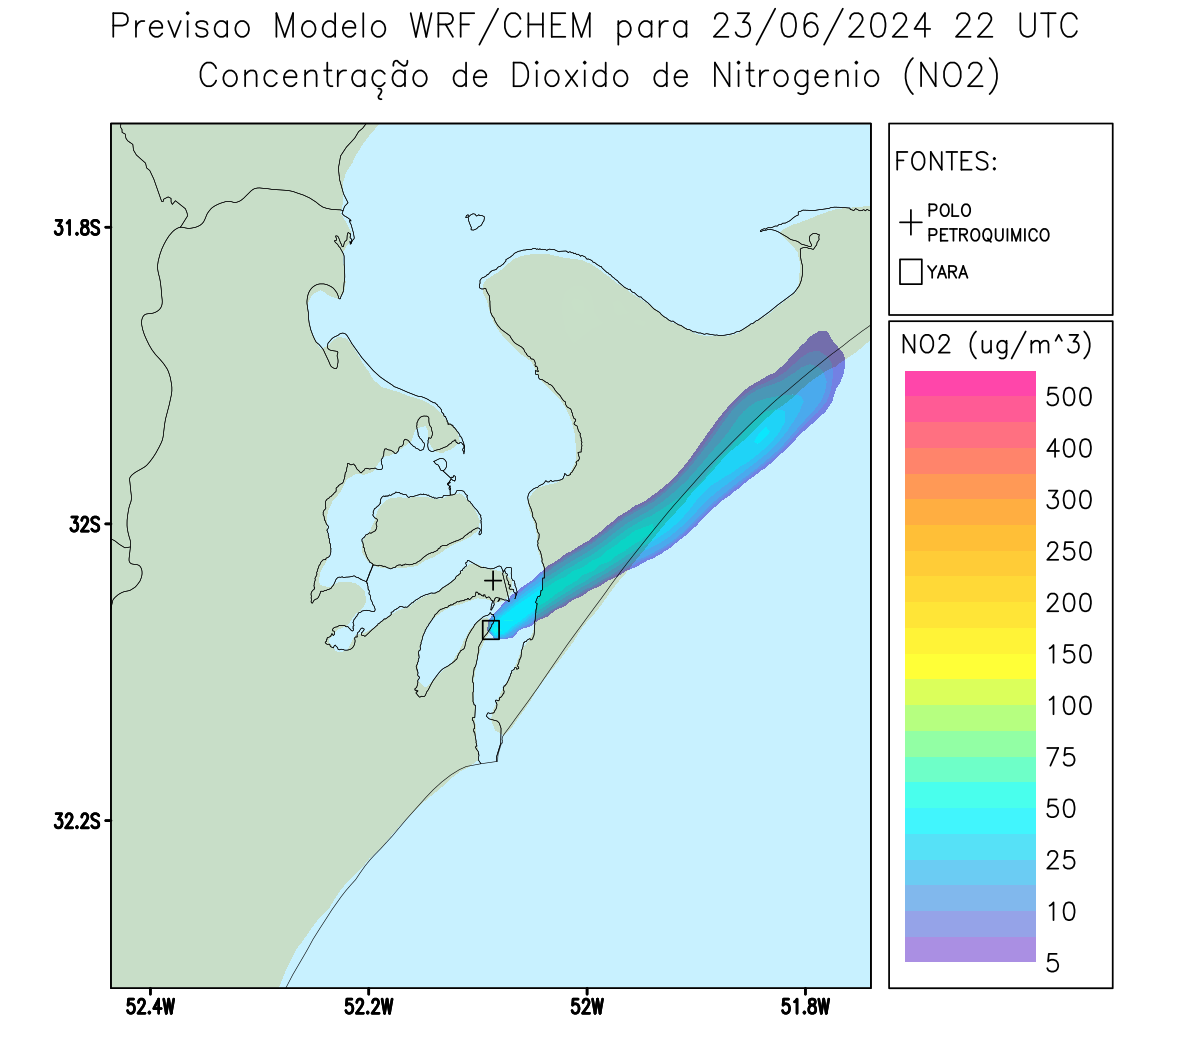 Previsao Modelo WRF/CHEM para 23/06/2024 22 UTC
Concentração de Dioxido de Nitrogenio (NO2)
FONTES:
POLO
PETROQUIMICO
YARA
NO2 (ug/m^3)
500
400
300
250
200
150
100
75
50
25
10
5
31.8S
32S
32.2S
52.4W
52.2W
52W
51.8W